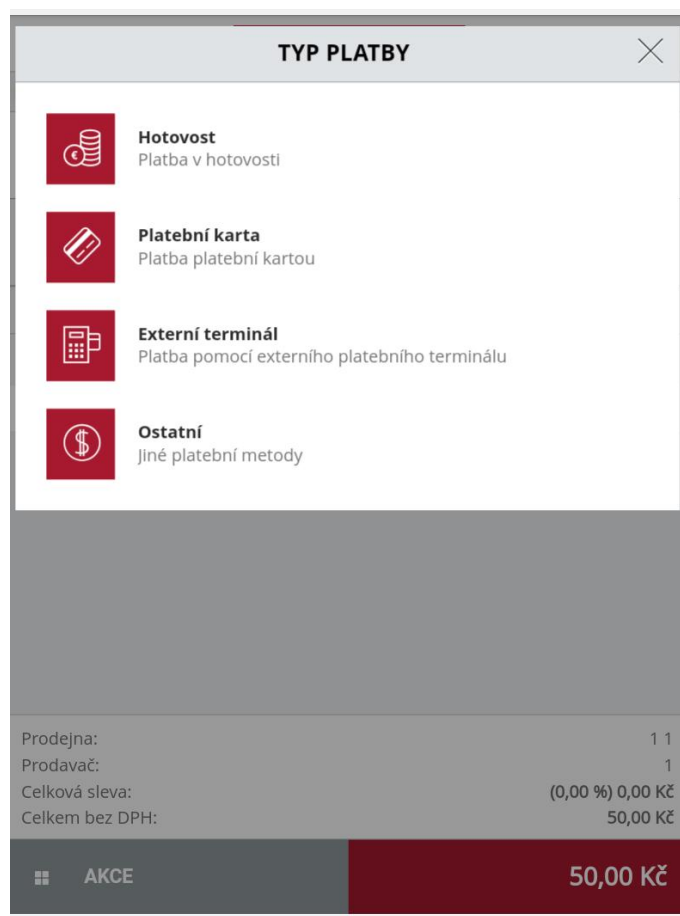 TYP PLATBY
Hotovost
Platba v hotovosti
Platební karta
Platba platební kartou
Externí terminál
Platba pomocí externího platebního terminálu
Ostatní
Jiné platební metody
Prodejna: 1 1
Prodavač: 1
Celková sleva: (0,00 %) 0,00 Kč
Celkem bez DPH: 50,00 Kč
AKCE 50,00 Kč